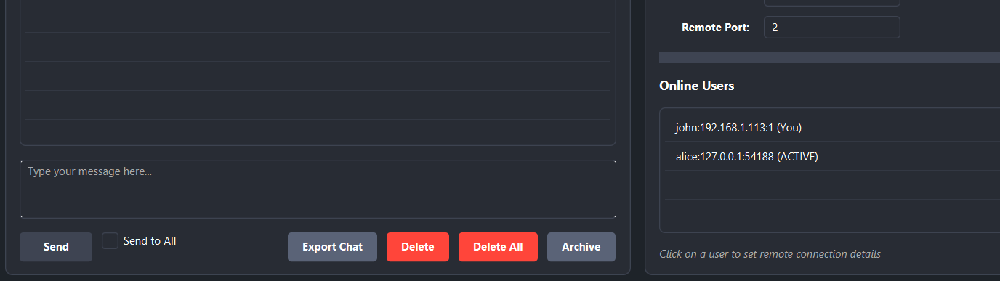 Remote Port: 2
Online Users
john:192.168.1.113:1 (You)
alice:127.0.0.1:54188 (ACTIVE)
Type your message here...
Send
Send to All
Export Chat
Delete
Delete All
Archive
Click on a user to set remote connection details